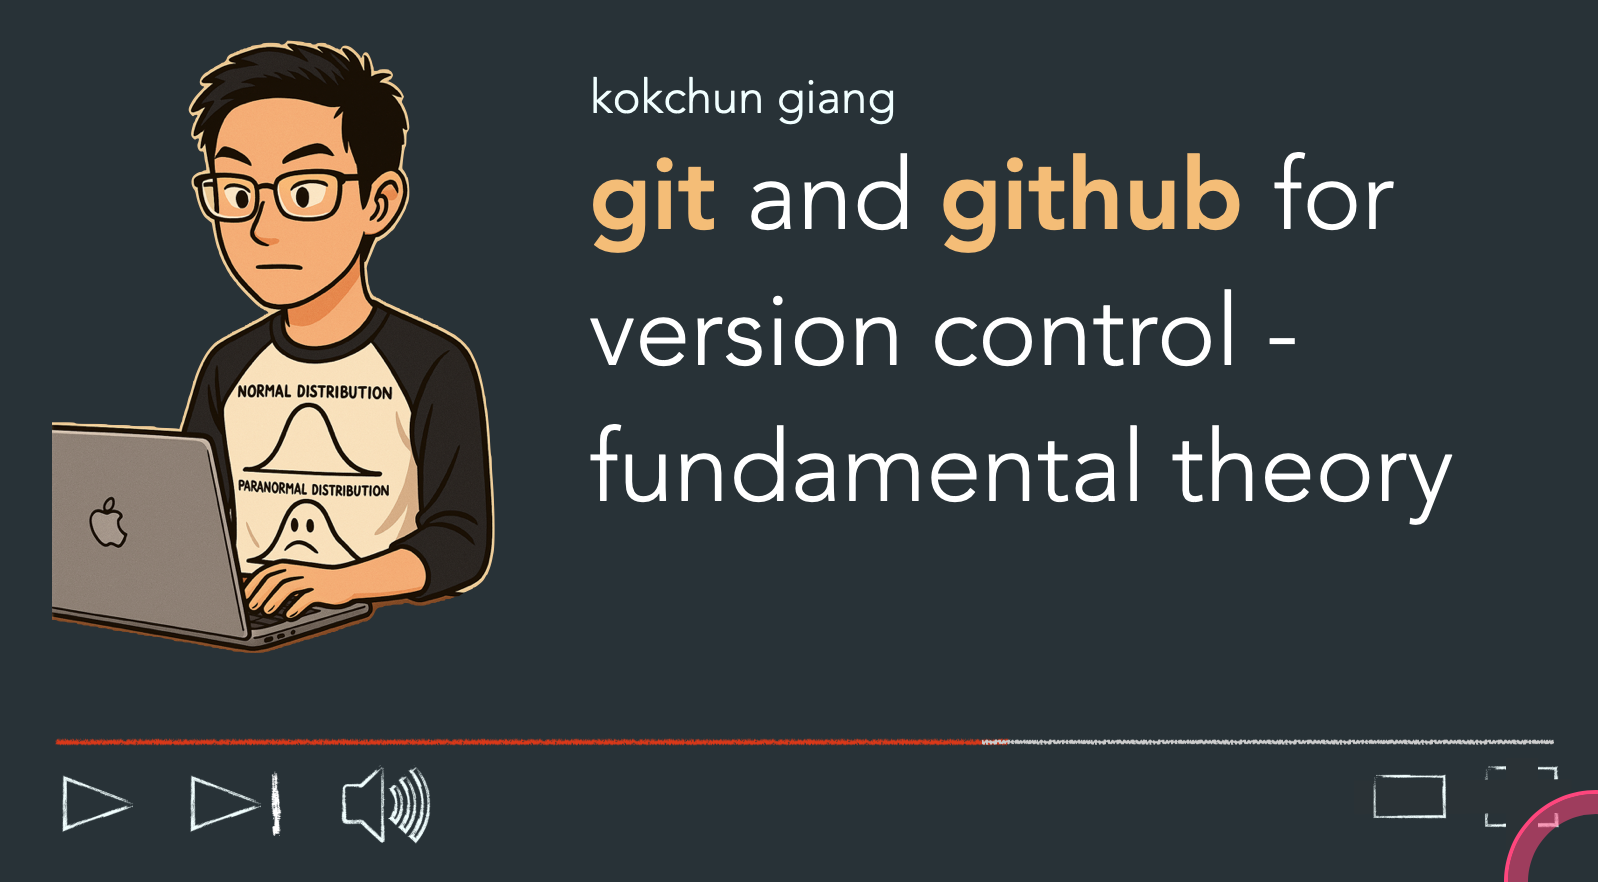 kokchun giang
git and github for
version control -
fundamental theory
NORMAL DISTRIBUTION
PARANORMAL DISTRIBUTION